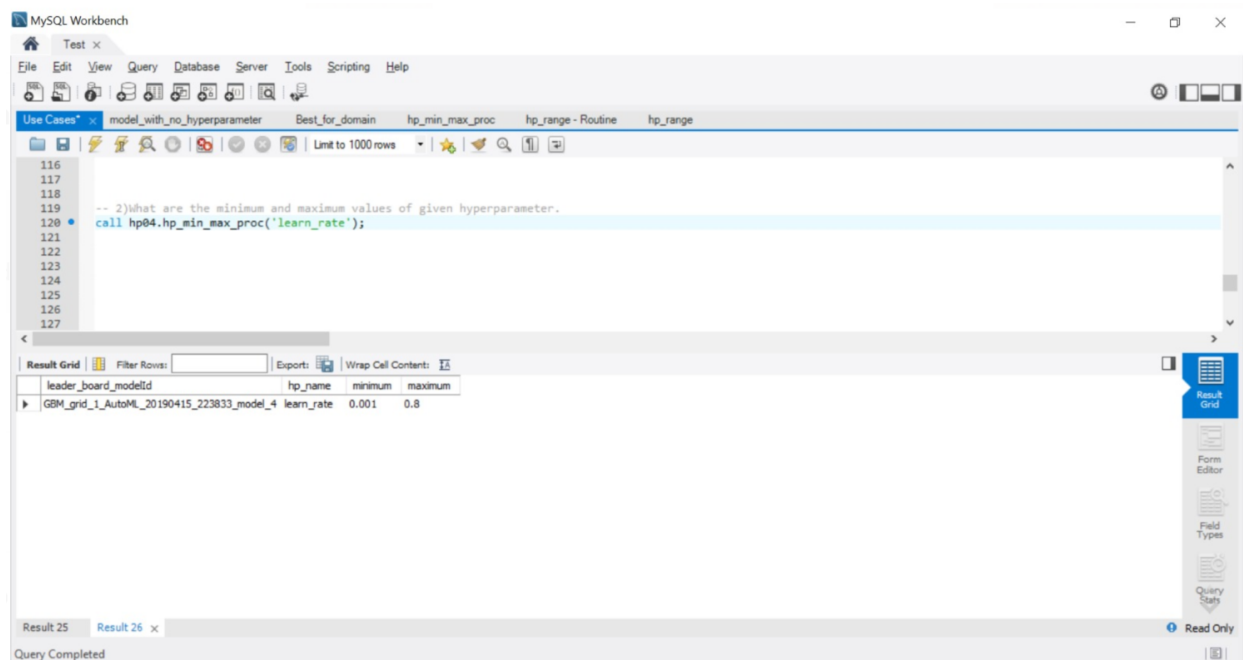 MySQL Workbench
Test
File Edit View Query Database Server Tools Scripting Help
Use Cases* model_with_no_hyperparameter Best_for_domain hp_min_max_proc hp_range - Routine hp_range
Limit to 1000 rows
116
117
118
119 -- 2)What are the minimum and maximum values of given hyperparameter.
120 call hp04.hp_min_max_proc('learn_rate');
121
122
123
124
125
126
127
Result Grid Filter Rows: Export: Wrap Cell Content:
leader_board_modelId hp_name minimum maximum
GBM_grid_1_AutoML_20190415_223833_model_4 learn_rate 0.001 0.8
Result
Grid
Form
Editor
Field
Types
Query
Stats
Result 25 Result 26 Read Only
Query Completed